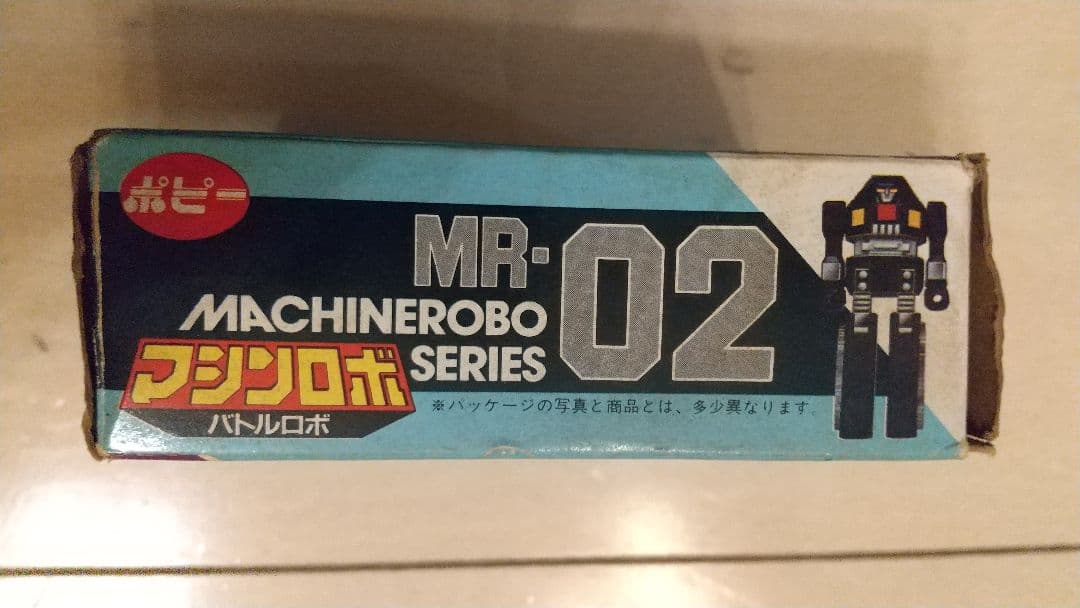 ポピー
MR-02
MACHINEROBO
SERIES
マシンロボ
バトルロボ
※パッケージの写真と商品とは、多少異なります。